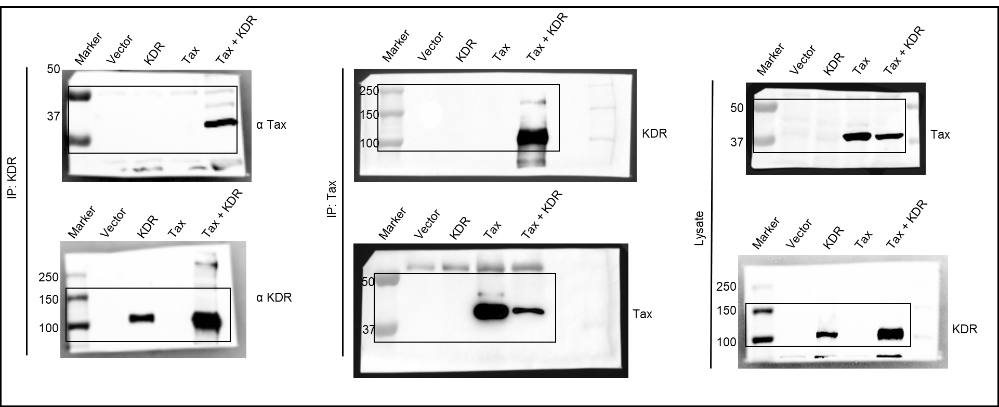 IP: KDR
Marker
Vector
KDR
Tax
Tax + KDR
50
37
α Tax
Marker
Vector
KDR
Tax
Tax + KDR
250
150
100
α KDR
IP: Tax
Marker
Vector
KDR
Tax
Tax + KDR
250
150
100
KDR
Marker
Vector
KDR
Tax
Tax + KDR
50
37
Tax
Lysate
Marker
Vector
KDR
Tax
Tax + KDR
50
37
Tax
Marker
Vector
KDR
Tax
Tax + KDR
250
150
100
KDR